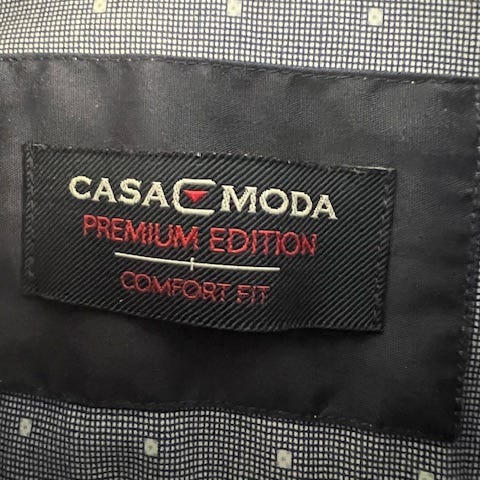 CASA MODA
PREMIUM EDITION
COMFORT FIT